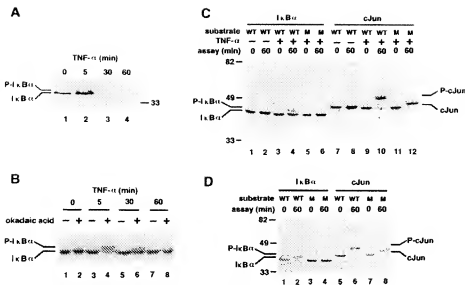 A
TNF-α (min)
0 5 30 60
P-IκBα
IκBα
33
1 2 3 4
B
TNF-α (min)
0 5 30 60
okadaic acid − + − + − + − +
P-IκBα
IκBα
1 2 3 4 5 6 7 8
C
IκBα cJun
substrate WT WT WT WT M M WT WT WT WT M M
TNF-α − − + + + + − − + + + +
assay (min) 0 60 0 60 0 60 0 60 0 60 0 60
82
49
33
P-IκBα
IκBα
P-cJun
cJun
1 2 3 4 5 6 7 8 9 10 11 12
D
IκBα cJun
substrate WT WT M M WT WT M M
assay (min) 0 60 0 60 0 60 0 60
82
49
33
P-IκBα
IκBα
P-cJun
cJun
1 2 3 4 5 6 7 8